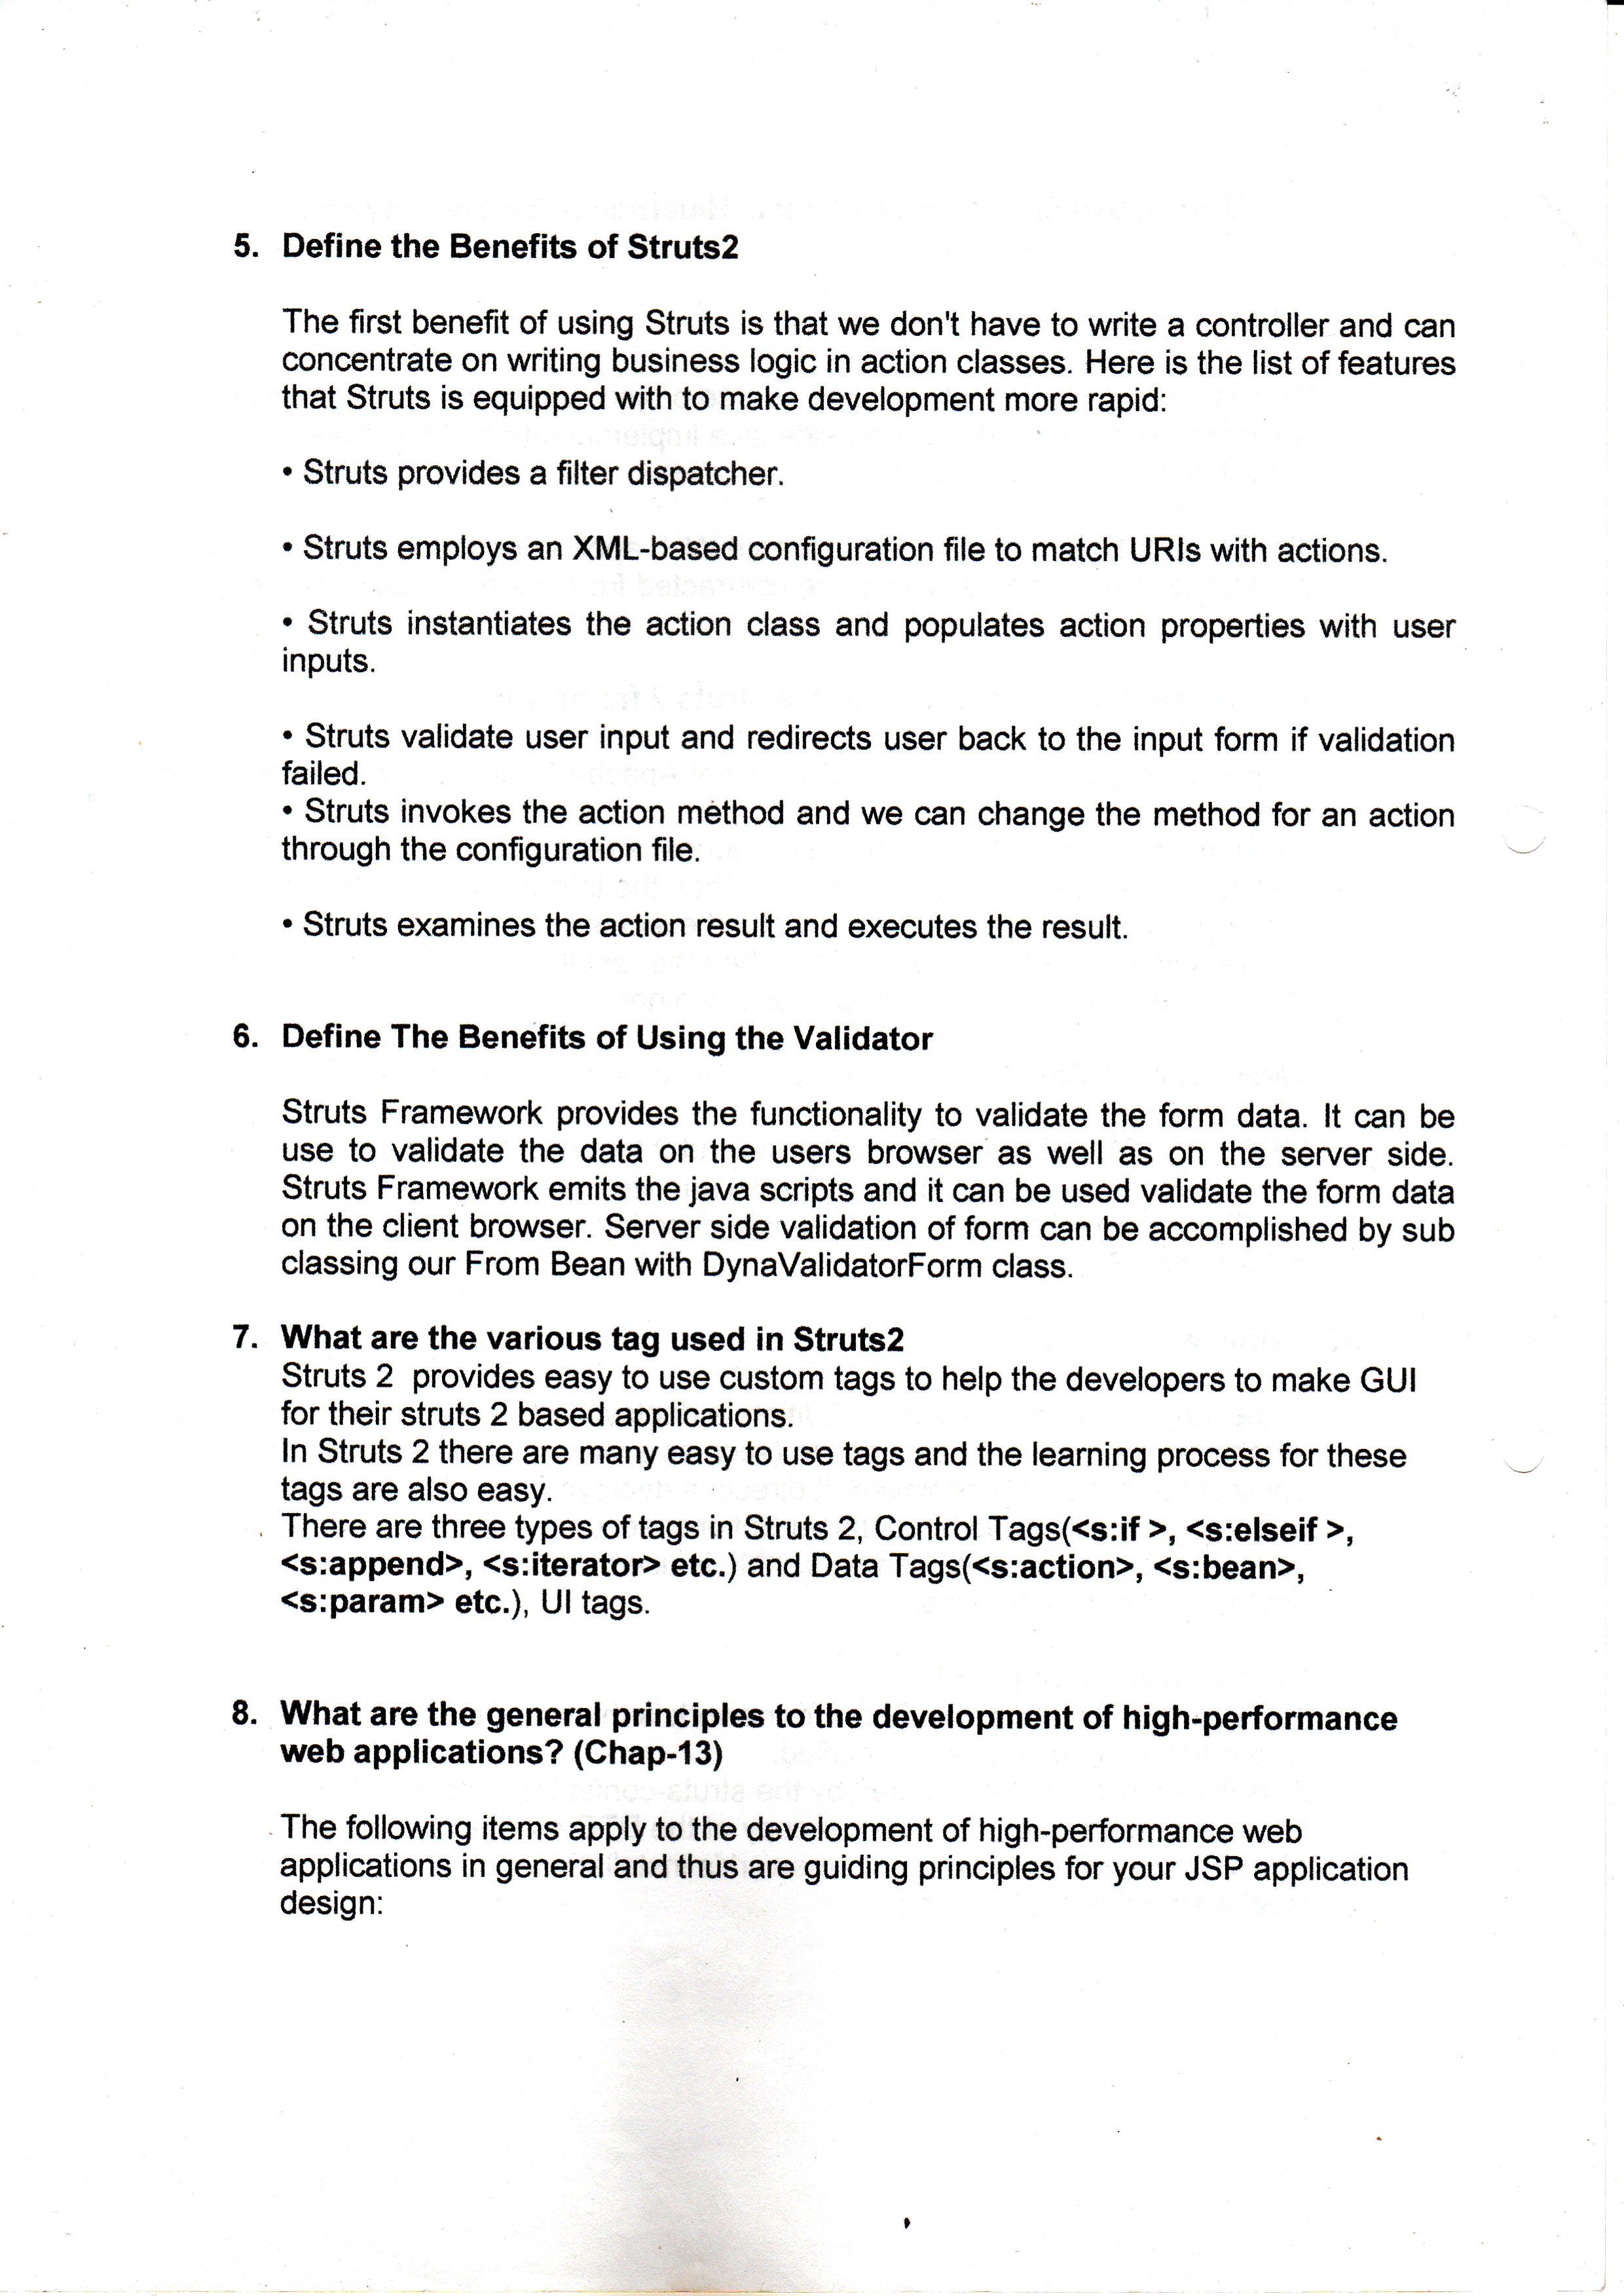 5. Define the Benefits of Struts2
The first benefit of using Struts is that we don't have to write a controller and can
concentrate on writing business logic in action classes. Here is the list of features
that Struts is equipped with to make development more rapid:
• Struts provides a filter dispatcher.
• Struts employs an XML-based configuration file to match URIs with actions.
• Struts instantiates the action class and populates action properties with user
inputs.
• Struts validate user input and redirects user back to the input form if validation
failed.
• Struts invokes the action method and we can change the method for an action
through the configuration file.
• Struts examines the action result and executes the result.
6. Define The Benefits of Using the Validator
Struts Framework provides the functionality to validate the form data. It can be
use to validate the data on the users browser as well as on the server side.
Struts Framework emits the java scripts and it can be used validate the form data
on the client browser. Server side validation of form can be accomplished by sub
classing our From Bean with DynaValidatorForm class.
7. What are the various tag used in Struts2
Struts 2 provides easy to use custom tags to help the developers to make GUI
for their struts 2 based applications.
In Struts 2 there are many easy to use tags and the learning process for these
tags are also easy.
There are three types of tags in Struts 2, Control Tags(<s:if >, <s:elseif >,
<s:append>, <s:iterator> etc.) and Data Tags(<s:action>, <s:bean>,
<s:param> etc.), UI tags.
8. What are the general principles to the development of high-performance
web applications? (Chap-13)
The following items apply to the development of high-performance web
applications in general and thus are guiding principles for your JSP application
design: